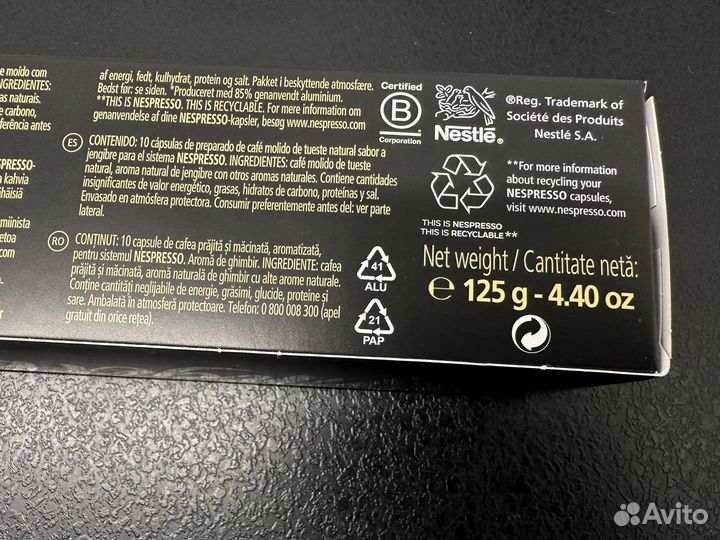 e moído com
INGREDIENTES:
as naturais.
e carbono,
erência antes
ESPRESSO-
a kahvia
ihäisiä
rmiinista
etoa
i.com.
or
af energi, fedt, kulhydrat, protein og salt. Pakket i beskyttende atmosfære.
Bedst før: se siden. *Produceret med 85% genanvendt aluminium.
**THIS IS NESPRESSO. THIS IS RECYCLABLE. For mere information om
genanvendelse af dine NESPRESSO-kapsler, besøg www.nespresso.com.
ES CONTENIDO: 10 cápsulas de preparado de café molido de tueste natural sabor a
jengibre para el sistema NESPRESSO. INGREDIENTES: café molido de tueste
natural, aroma natural de jengibre con otros aromas naturales. Contiene cantidades
insignificantes de valor energético, grasas, hidratos de carbono, proteínas y sal.
Envasado en atmósfera protectora. Consumir preferentemente antes del: ver parte
lateral.
RO CONȚINUT: 10 capsule de cafea prăjită și măcinată, aromatizată,
pentru sistemul NESPRESSO. Aromă de ghimbir. INGREDIENTE: cafea
prăjită și măcinată, aromă naturală de ghimbir cu alte arome naturale.
Conține cantități neglijabile de energie, grăsimi, glucide, proteine și
sare. Ambalată în atmosferă protectoare. Telefon: 0 800 008 300 (apel
gratuit din orice rețea).
41
ALU
21
PAP
Certified
B
Corporation
Nestlé®
®Reg. Trademark of
Société des Produits
Nestlé S.A.
THIS IS NESPRESSO
THIS IS RECYCLABLE**
**For more information
about recycling your
NESPRESSO capsules,
visit www.nespresso.com
Net weight / Cantitate netă:
℮ 125 g - 4.40 oz
Avito